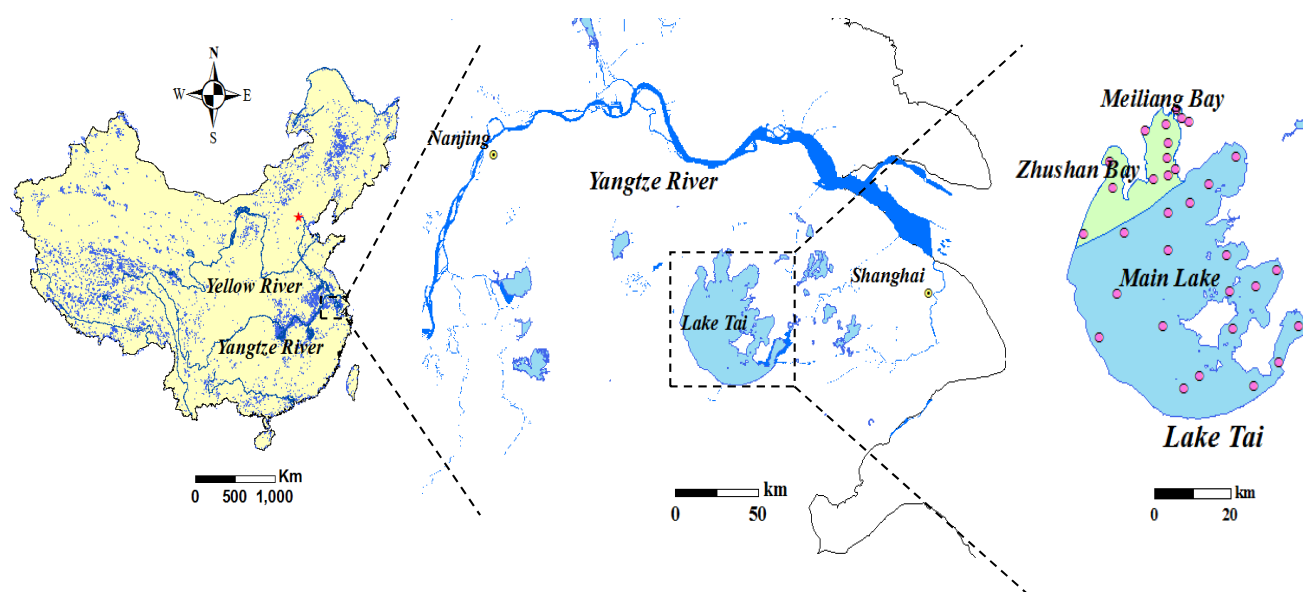 N
W E
S
Yellow River
Yangtze River
Km
0 500 1,000
Nanjing
Yangtze River
Shanghai
Lake Tai
km
0 50
Meiliang Bay
Zhushan Bay
Main Lake
Lake Tai
km
0 20